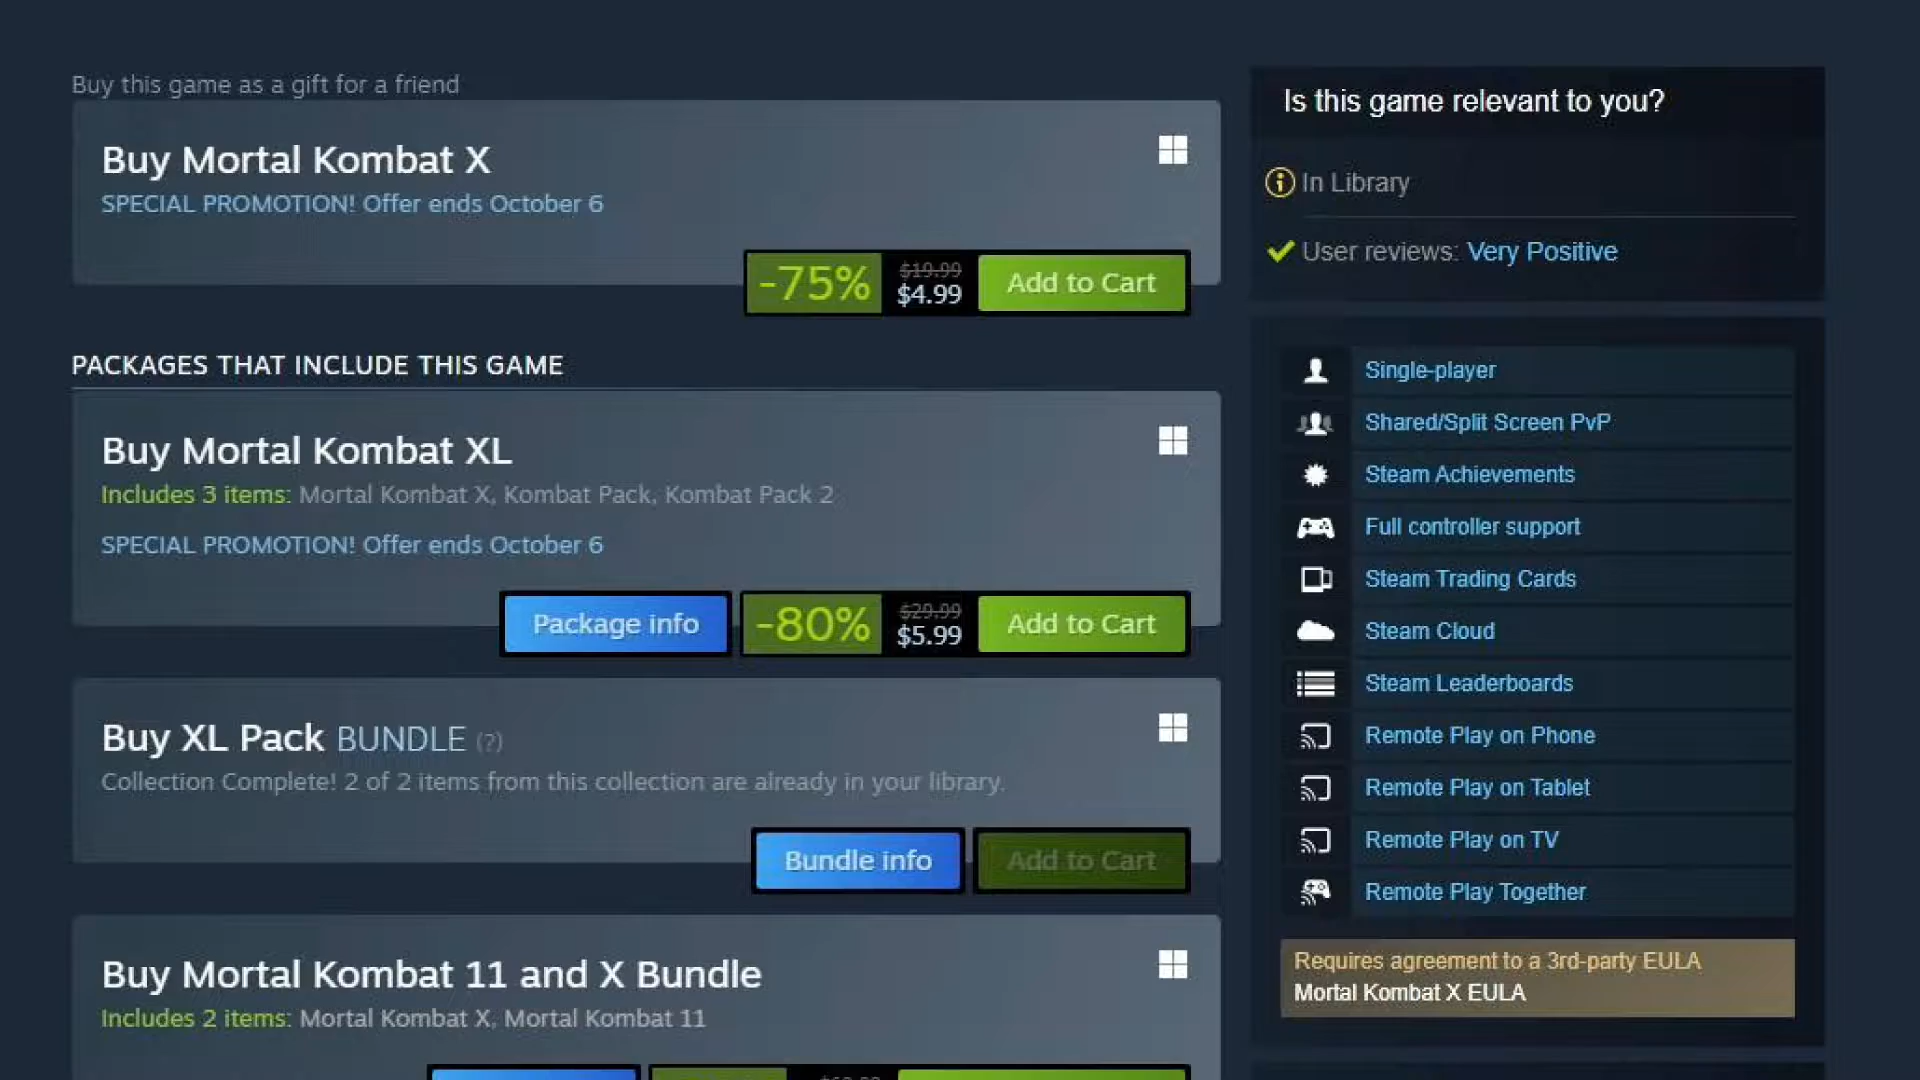 Buy this game as a gift for a friend
Buy Mortal Kombat X
SPECIAL PROMOTION! Offer ends October 6
-75%
$19.99
$4.99
Add to Cart
PACKAGES THAT INCLUDE THIS GAME
Buy Mortal Kombat XL
Includes 3 items: Mortal Kombat X, Kombat Pack, Kombat Pack 2
SPECIAL PROMOTION! Offer ends October 6
Package info
-80%
$29.99
$5.99
Add to Cart
Buy XL Pack BUNDLE (?)
Collection Complete! 2 of 2 items from this collection are already in your library.
Bundle info
Add to Cart
Buy Mortal Kombat 11 and X Bundle
Includes 2 items: Mortal Kombat X, Mortal Kombat 11
Is this game relevant to you?
In Library
User reviews: Very Positive
Single-player
Shared/Split Screen PvP
Steam Achievements
Full controller support
Steam Trading Cards
Steam Cloud
Steam Leaderboards
Remote Play on Phone
Remote Play on Tablet
Remote Play on TV
Remote Play Together
Requires agreement to a 3rd-party EULA
Mortal Kombat X EULA